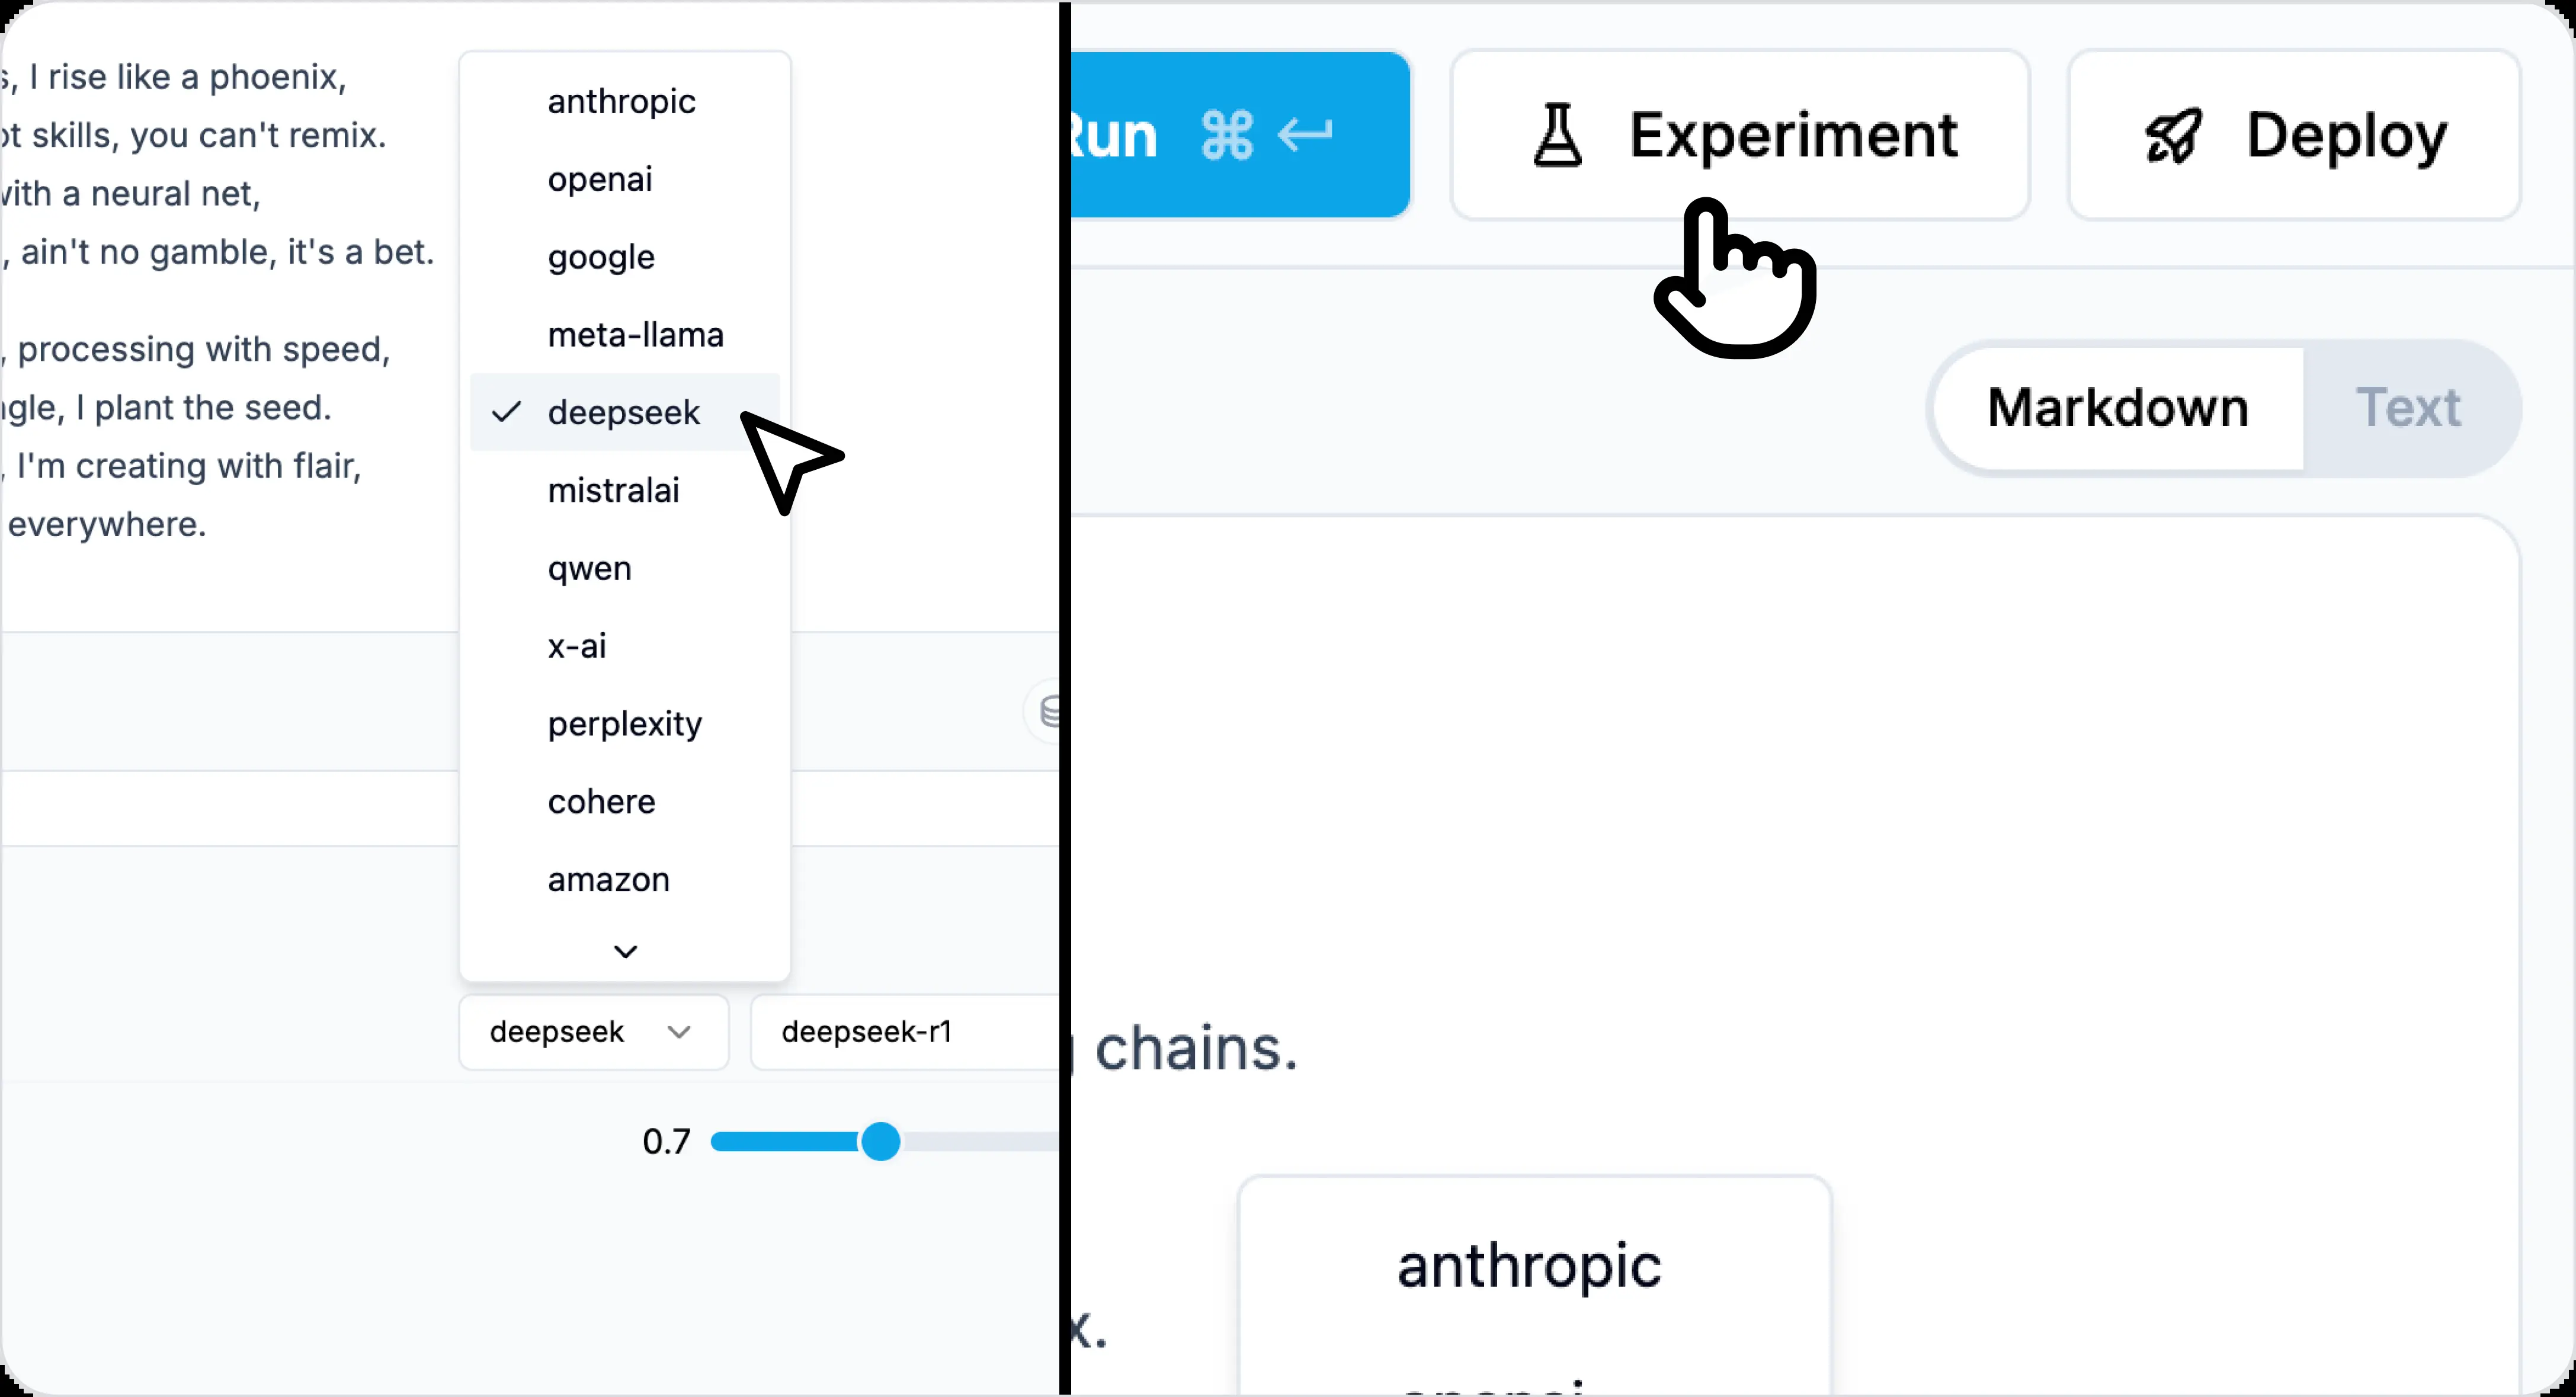 s, I rise like a phoenix,
ot skills, you can't remix.
with a neural net,
, ain't no gamble, it's a bet.
, processing with speed,
ngle, I plant the seed.
, I'm creating with flair,
everywhere.
anthropic
openai
google
meta-llama
deepseek
mistralai
qwen
x-ai
perplexity
cohere
amazon
deepseek
deepseek-r1
0.7
Run ⌘ ↵
Experiment
Deploy
Markdown
Text
chains.
x.
anthropic
openai